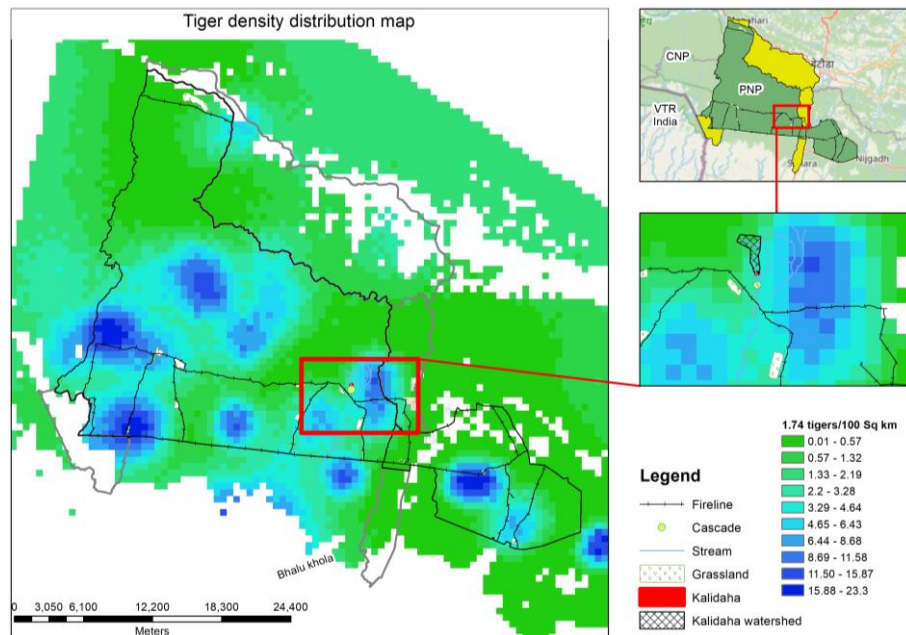 Tiger density distribution map
Bhalu khola
0 3,050 6,100 12,200 18,300 24,400
Meters
CNP
PNP
VTR
India
Nijgadh
1.74 tigers/100 Sq km
0.01 - 0.57
0.57 - 1.32
1.33 - 2.19
2.2 - 3.28
3.29 - 4.64
4.65 - 6.43
6.44 - 8.68
8.69 - 11.58
11.50 - 15.87
15.88 - 23.3
Legend
Fireline
Cascade
Stream
Grassland
Kalidaha
Kalidaha watershed